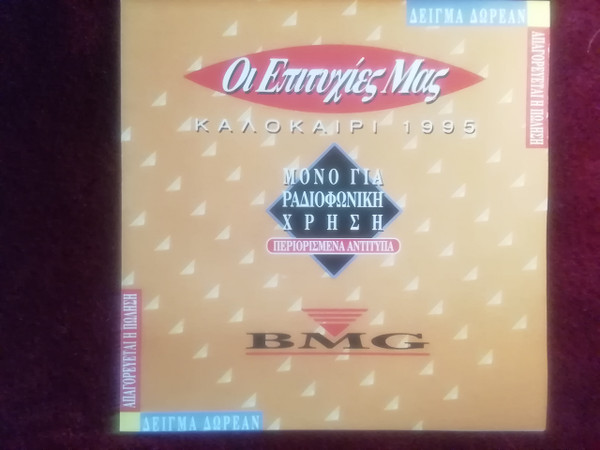 ΔΕΙΓΜΑ ΔΩΡΕΑΝ
ΑΠΑΓΟΡΕΥΕΤΑΙ Η ΠΩΛΗΣΗ
Οι Επιτυχίες Μας
ΚΑΛΟΚΑΙΡΙ 1995
ΜΟΝΟ ΓΙΑ
ΡΑΔΙΟΦΩΝΙΚΗ
ΧΡΗΣΗ
ΠΕΡΙΟΡΙΣΜΕΝΑ ΑΝΤΙΤΥΠΑ
BMG
ΑΠΑΓΟΡΕΥΕΤΑΙ Η ΠΩΛΗΣΗ
ΔΕΙΓΜΑ ΔΩΡΕΑΝ